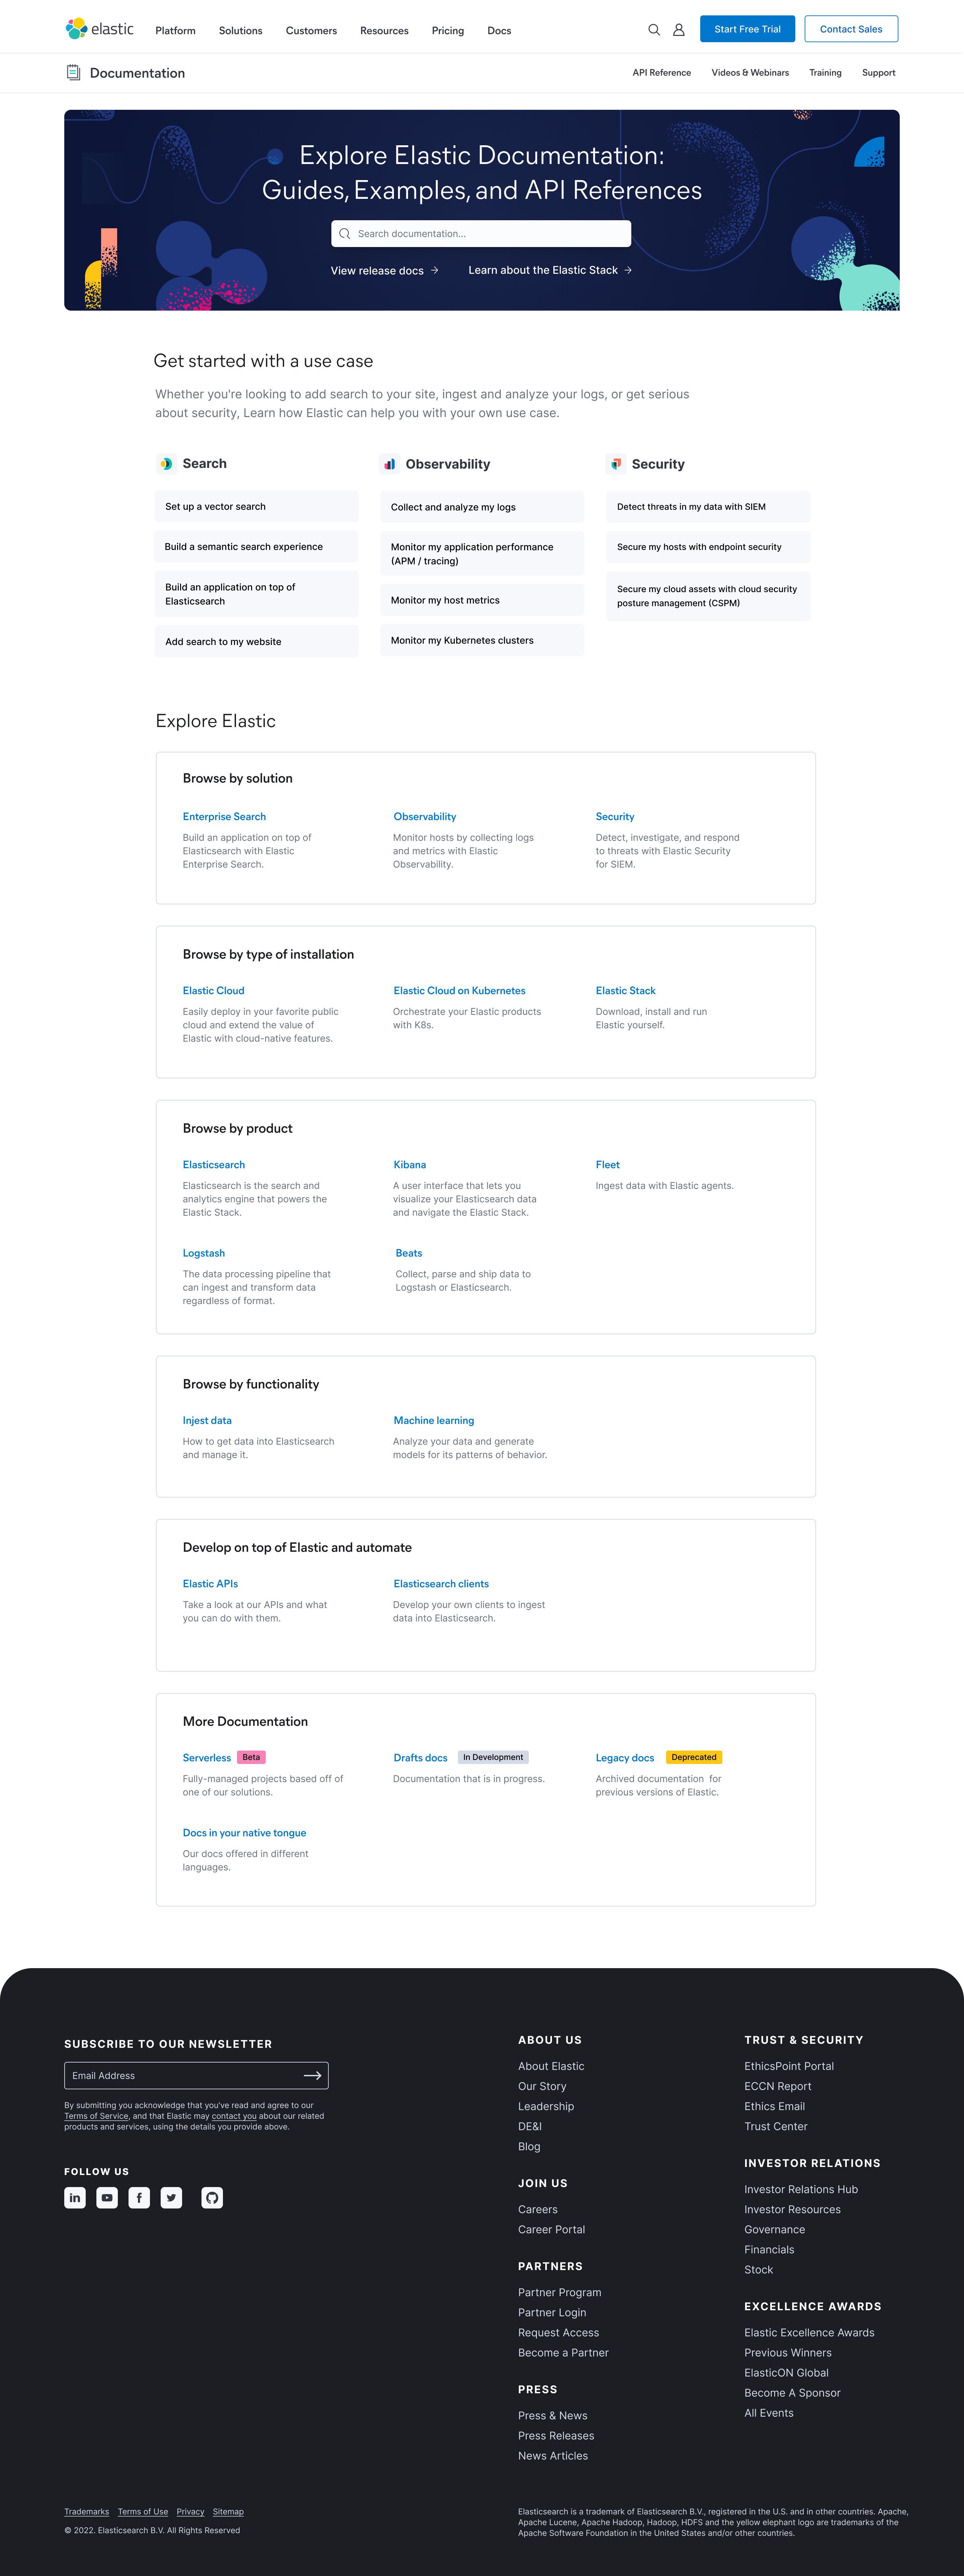 elastic
Platform
Solutions
Customers
Resources
Pricing
Docs
Start Free Trial
Contact Sales
Documentation
API Reference
Videos & Webinars
Training
Support
Explore Elastic Documentation:
Guides, Examples, and API References
Search documentation...
View release docs →
Learn about the Elastic Stack →
Get started with a use case
Whether you're looking to add search to your site, ingest and analyze your logs, or get serious
about security, Learn how Elastic can help you with your own use case.
Search
Set up a vector search
Build a semantic search experience
Build an application on top of
Elasticsearch
Add search to my website
Observability
Collect and analyze my logs
Monitor my application performance
(APM / tracing)
Monitor my host metrics
Monitor my Kubernetes clusters
Security
Detect threats in my data with SIEM
Secure my hosts with endpoint security
Secure my cloud assets with cloud security
posture management (CSPM)
Explore Elastic
Browse by solution
Enterprise Search
Build an application on top of
Elasticsearch with Elastic
Enterprise Search.
Observability
Monitor hosts by collecting logs
and metrics with Elastic
Observability.
Security
Detect, investigate, and respond
to threats with Elastic Security
for SIEM.
Browse by type of installation
Elastic Cloud
Easily deploy in your favorite public
cloud and extend the value of
Elastic with cloud-native features.
Elastic Cloud on Kubernetes
Orchestrate your Elastic products
with K8s.
Elastic Stack
Download, install and run
Elastic yourself.
Browse by product
Elasticsearch
Elasticsearch is the search and
analytics engine that powers the
Elastic Stack.
Kibana
A user interface that lets you
visualize your Elasticsearch data
and navigate the Elastic Stack.
Fleet
Ingest data with Elastic agents.
Logstash
The data processing pipeline that
can ingest and transform data
regardless of format.
Beats
Collect, parse and ship data to
Logstash or Elasticsearch.
Browse by functionality
Injest data
How to get data into Elasticsearch
and manage it.
Machine learning
Analyze your data and generate
models for its patterns of behavior.
Develop on top of Elastic and automate
Elastic APIs
Take a look at our APIs and what
you can do with them.
Elasticsearch clients
Develop your own clients to ingest
data into Elasticsearch.
More Documentation
Serverless Beta
Fully-managed projects based off of
one of our solutions.
Drafts docs In Development
Documentation that is in progress.
Legacy docs Deprecated
Archived documentation for
previous versions of Elastic.
Docs in your native tongue
Our docs offered in different
languages.
SUBSCRIBE TO OUR NEWSLETTER
Email Address
By submitting you acknowledge that you've read and agree to our
Terms of Service, and that Elastic may contact you about our related
products and services, using the details you provide above.
FOLLOW US
ABOUT US
About Elastic
Our Story
Leadership
DE&I
Blog
JOIN US
Careers
Career Portal
PARTNERS
Partner Program
Partner Login
Request Access
Become a Partner
PRESS
Press & News
Press Releases
News Articles
TRUST & SECURITY
EthicsPoint Portal
ECCN Report
Ethics Email
Trust Center
INVESTOR RELATIONS
Investor Relations Hub
Investor Resources
Governance
Financials
Stock
EXCELLENCE AWARDS
Elastic Excellence Awards
Previous Winners
ElasticON Global
Become A Sponsor
All Events
Trademarks
Terms of Use
Privacy
Sitemap
© 2022. Elasticsearch B.V. All Rights Reserved
Elasticsearch is a trademark of Elasticsearch B.V., registered in the U.S. and in other countries. Apache,
Apache Lucene, Apache Hadoop, Hadoop, HDFS and the yellow elephant logo are trademarks of the
Apache Software Foundation in the United States and/or other countries.